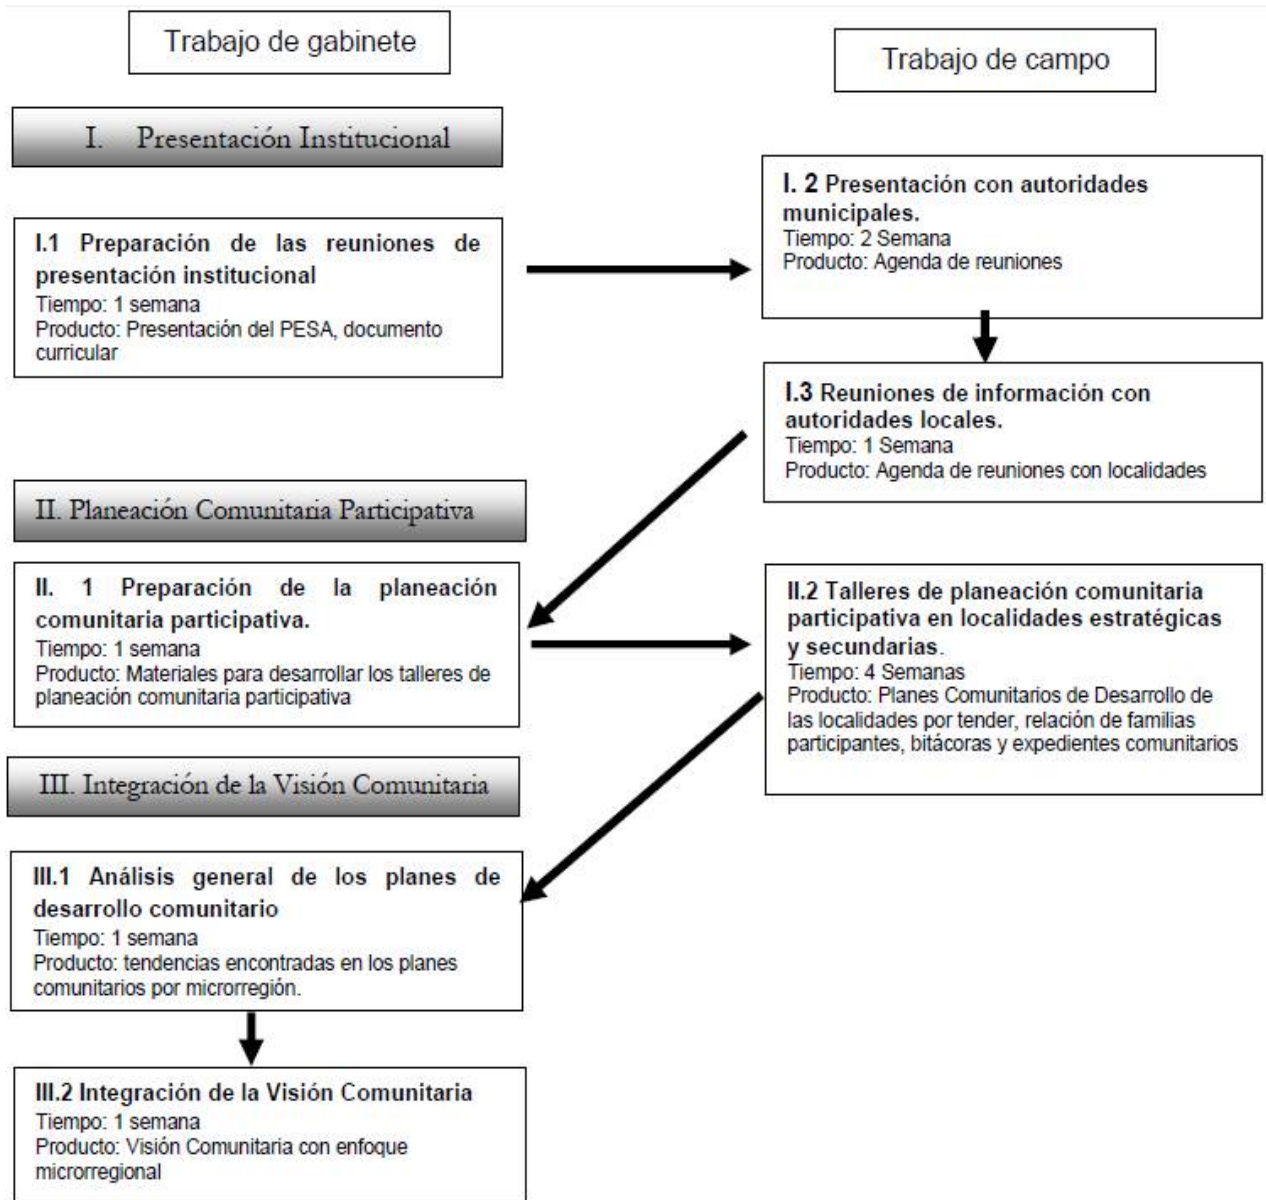 Trabajo de gabinete
Trabajo de campo
I. Presentación Institucional
I.1 Preparación de las reuniones de
presentación institucional
Tiempo: 1 semana
Producto: Presentación del PESA, documento
curricular
I. 2 Presentación con autoridades
municipales.
Tiempo: 2 Semana
Producto: Agenda de reuniones
I.3 Reuniones de información con
autoridades locales.
Tiempo: 1 Semana
Producto: Agenda de reuniones con localidades
II. Planeación Comunitaria Participativa
II. 1 Preparación de la planeación
comunitaria participativa.
Tiempo: 1 semana
Producto: Materiales para desarrollar los talleres de
planeación comunitaria participativa
II.2 Talleres de planeación comunitaria
participativa en localidades estratégicas
y secundarias.
Tiempo: 4 Semanas
Producto: Planes Comunitarios de Desarrollo de
las localidades por tender, relación de familias
participantes, bitácoras y expedientes comunitarios
III. Integración de la Visión Comunitaria
III.1 Análisis general de los planes de
desarrollo comunitario
Tiempo: 1 semana
Producto: tendencias encontradas en los planes
comunitarios por microrregión.
III.2 Integración de la Visión Comunitaria
Tiempo: 1 semana
Producto: Visión Comunitaria con enfoque
microrregional